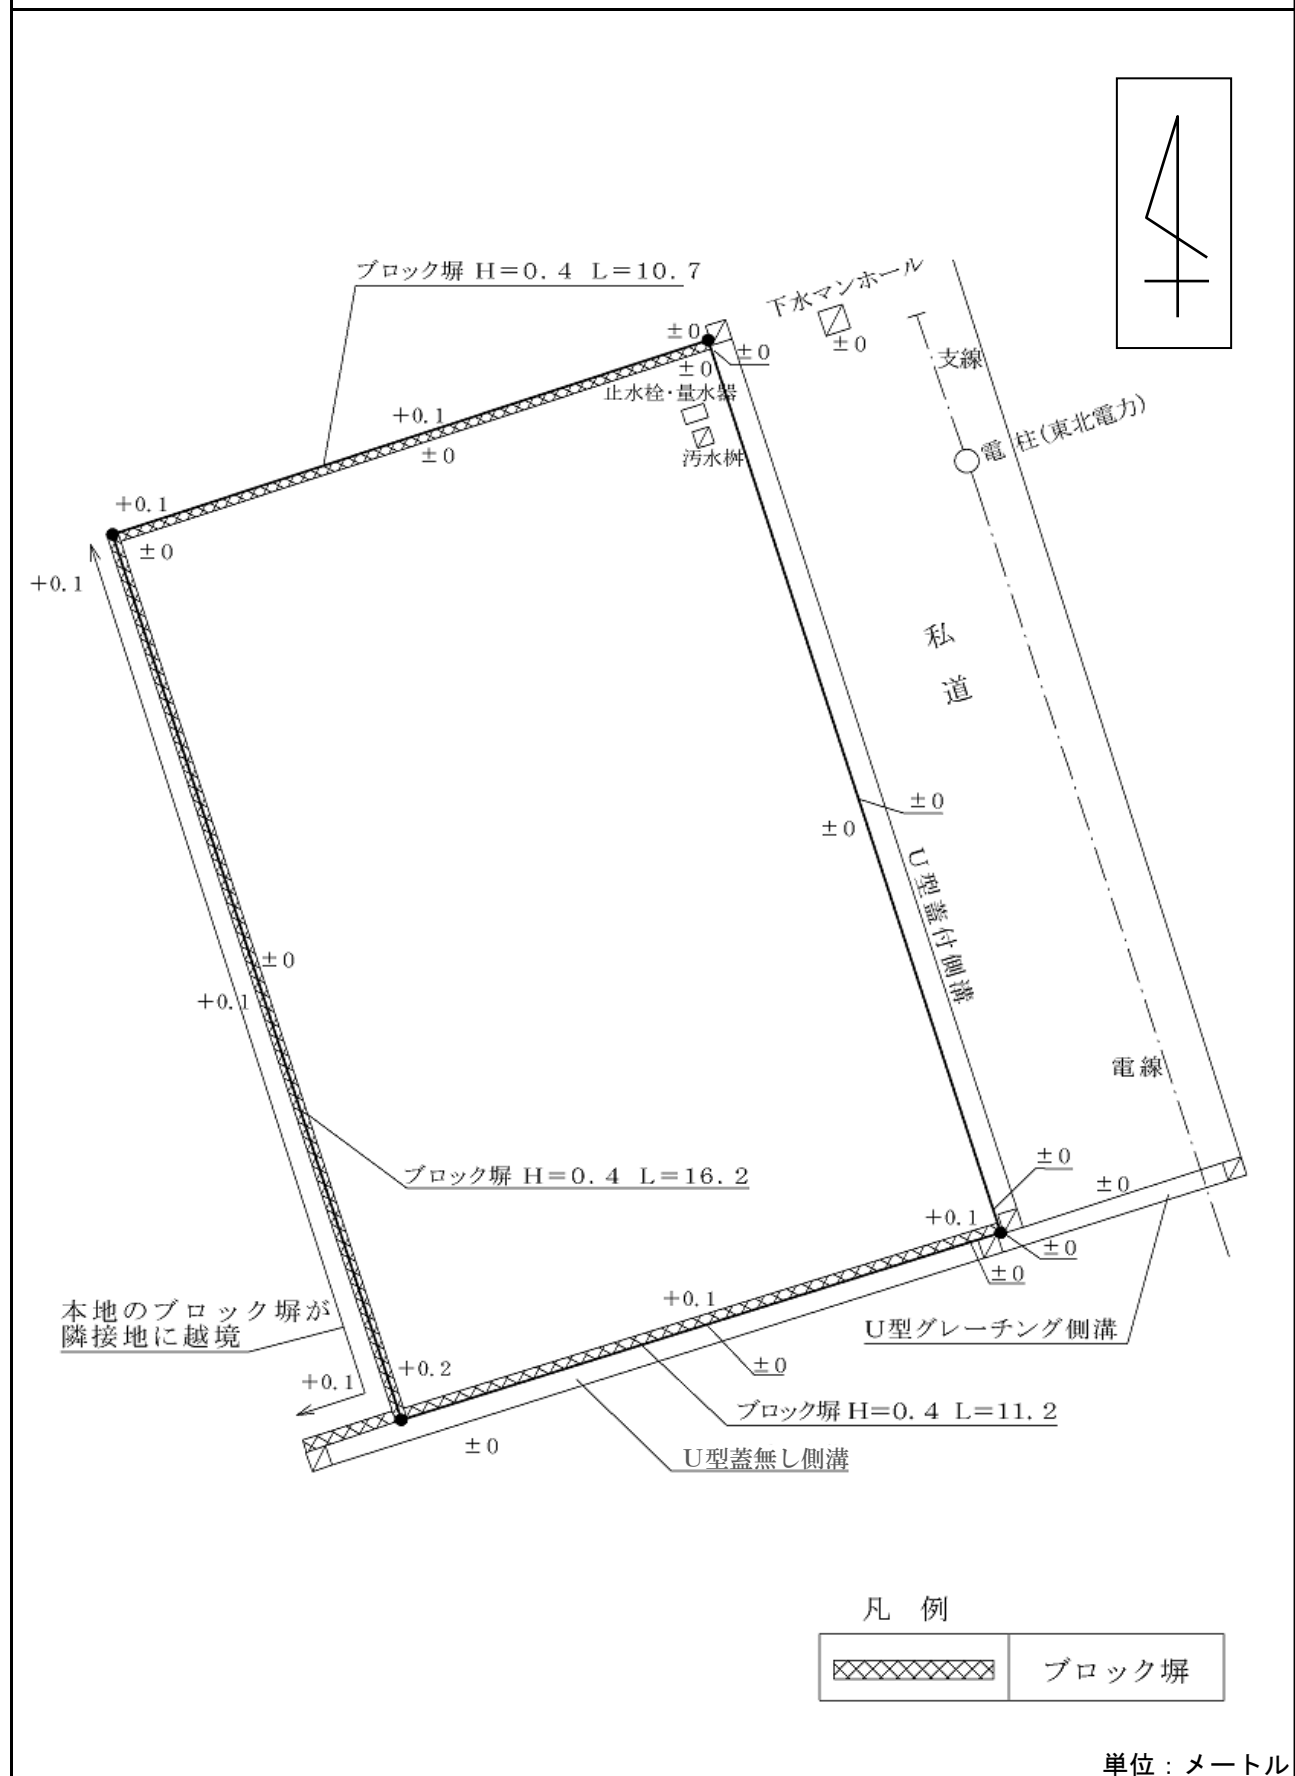 ブロック塀 H=0.4 L=10.7
下水マンホール
±0
±0
±0
±0
支線
止水栓・量水器
汚水桝
電柱(東北電力)
+0.1
±0
+0.1
±0
+0.1
私道
±0
±0
U型蓋付側溝
±0
+0.1
電線
ブロック塀 H=0.4 L=16.2
±0
±0
+0.1
±0
±0
+0.1
本地のブロック塀が
隣接地に越境
U型グレーチング側溝
±0
+0.2
+0.1
ブロック塀 H=0.4 L=11.2
±0
U型蓋無し側溝
凡例
ブロック塀
単位:メートル